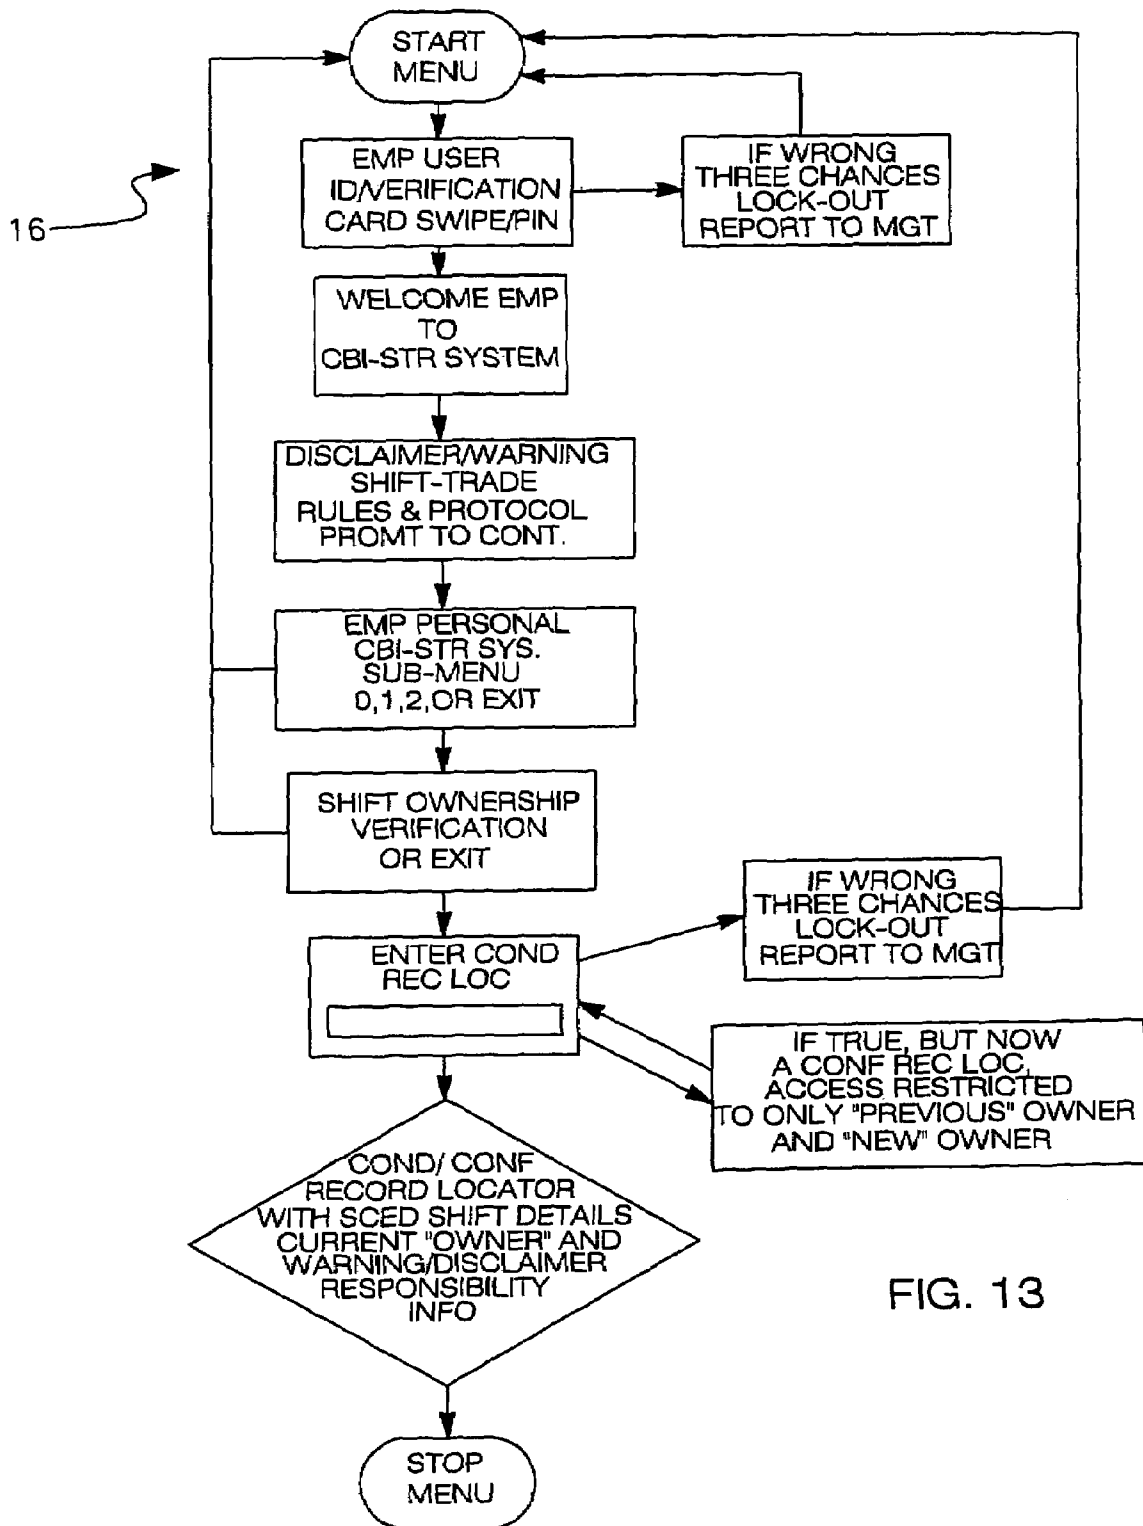 START
MENU
EMP USER
ID/VERIFICATION
CARD SWIPE/PIN
IF WRONG
THREE CHANCES
LOCK-OUT
REPORT TO MGT
16
WELCOME EMP
TO
CBI-STR SYSTEM
DISCLAIMER/WARNING
SHIFT-TRADE
RULES & PROTOCOL
PROMT TO CONT.
EMP PERSONAL
CBI-STR SYS.
SUB-MENU
0,1,2,OR EXIT
SHIFT OWNERSHIP
VERIFICATION
OR EXIT
IF WRONG
THREE CHANCES
LOCK-OUT
REPORT TO MGT
ENTER COND
REC LOC
IF TRUE, BUT NOW
A CONF REC LOC,
ACCESS RESTRICTED
TO ONLY "PREVIOUS" OWNER
AND "NEW" OWNER
COND/ CONF
RECORD LOCATOR
WITH SCED SHIFT DETAILS
CURRENT "OWNER" AND
WARNING/DISCLAIMER
RESPONSIBILITY
INFO
FIG. 13
STOP
MENU